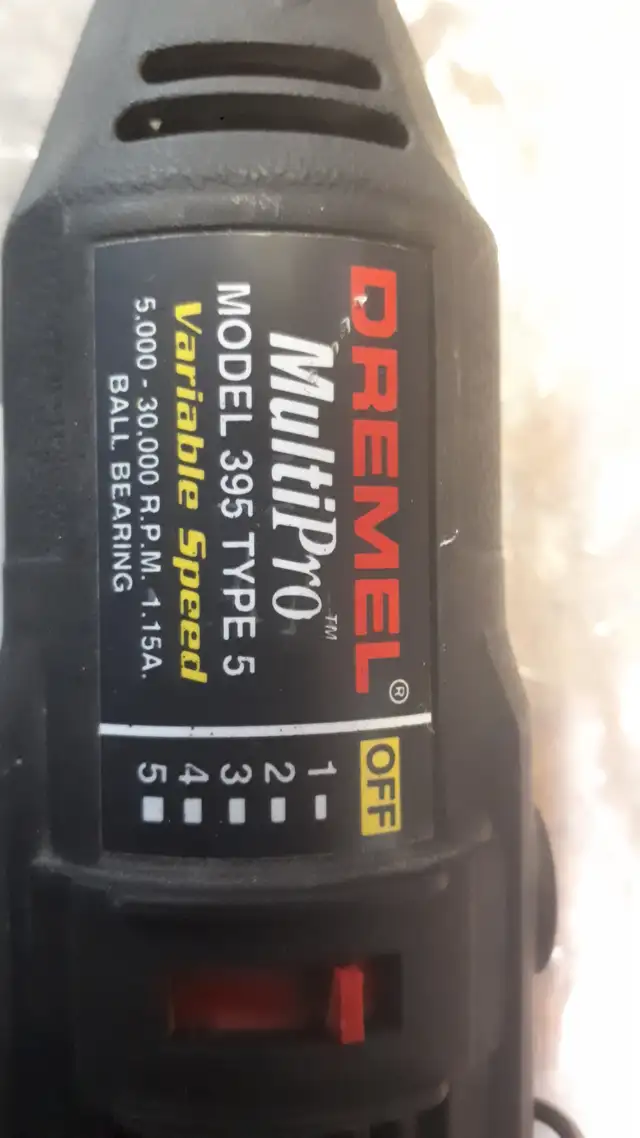 DREMEL®
MultiPro™
MODEL 395 TYPE 5
Variable Speed
5,000 - 30,000 R.P.M. 1.15A.
BALL BEARING
OFF
1
2
3
4
5